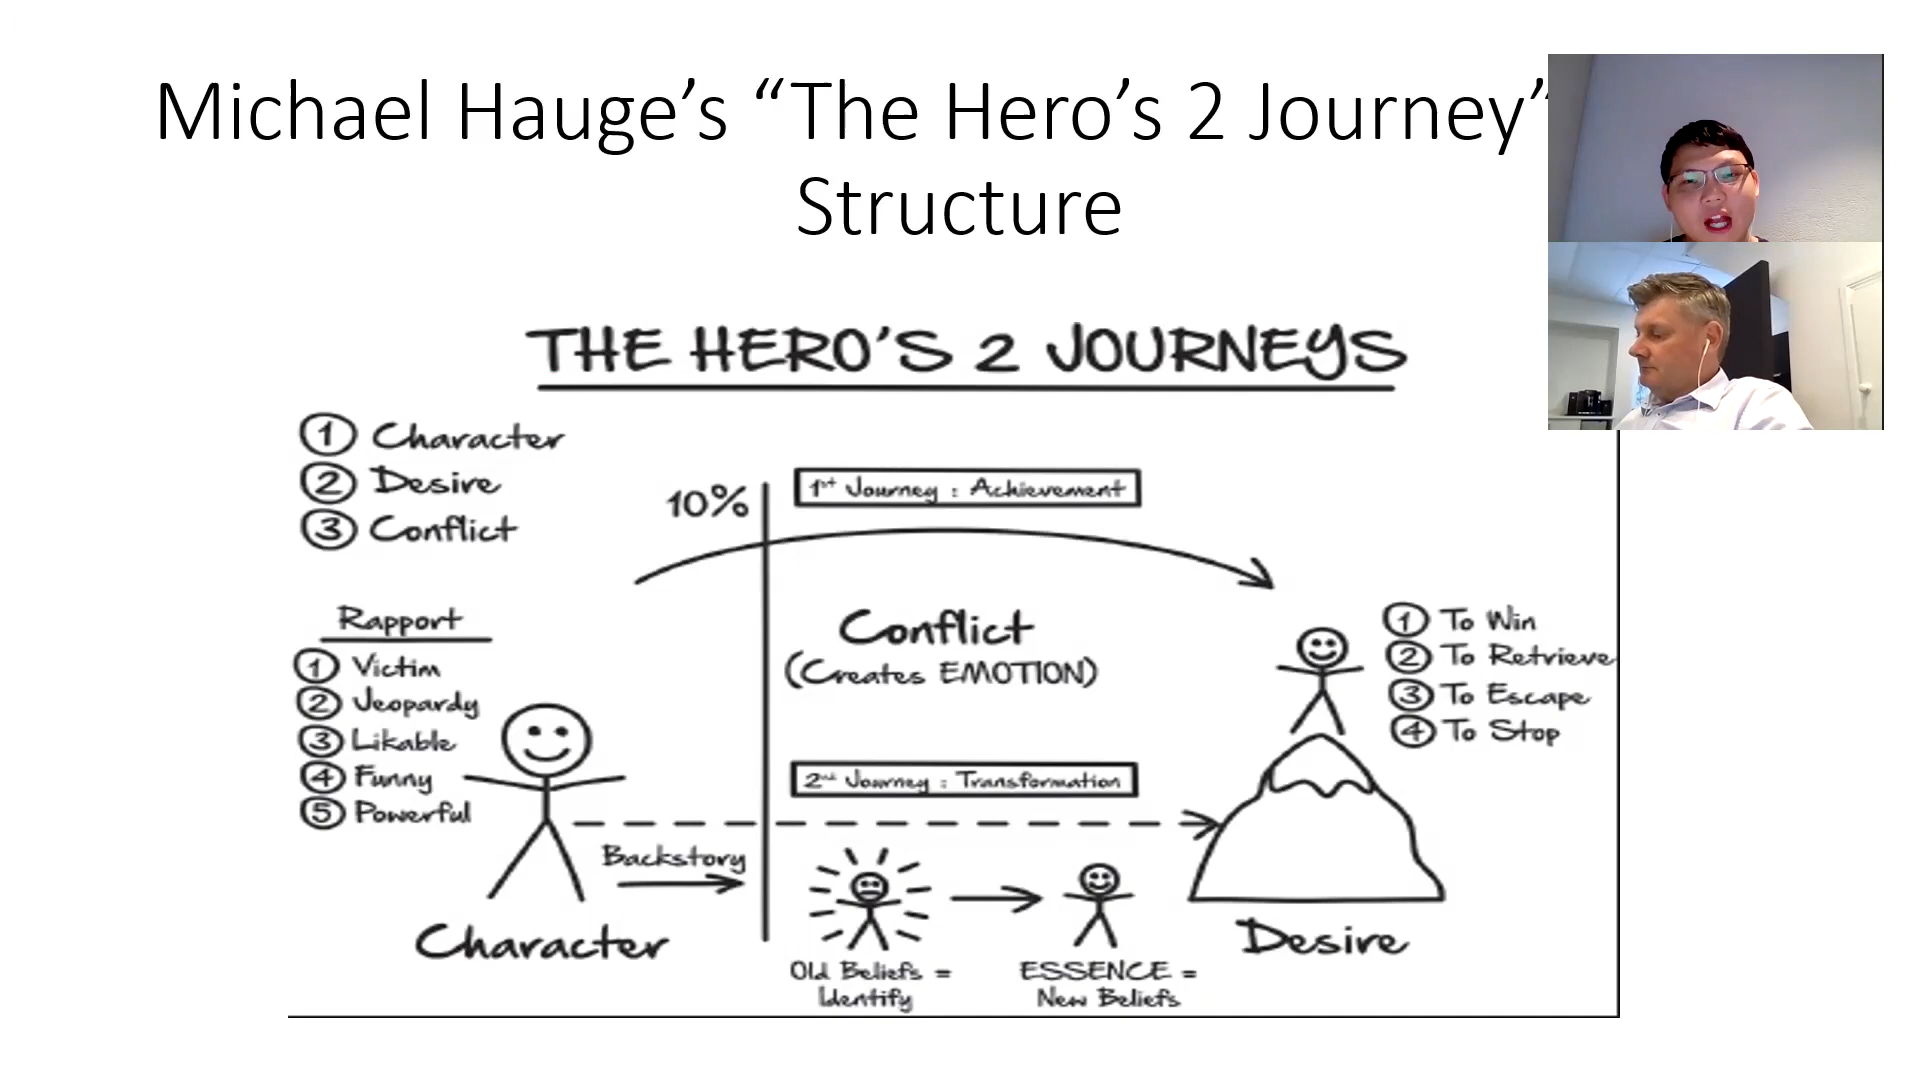 Michael Hauge’s “The Hero’s 2 Journey”
Structure
THE HERO'S 2 JOURNEYS
1 Character
2 Desire
3 Conflict
10%
1st Journey : Achievement
Rapport
1 Victim
2 Jeopardy
3 Likable
4 Funny
5 Powerful
Conflict
(Creates EMOTION)
1 To Win
2 To Retrieve
3 To Escape
4 To Stop
2nd Journey : Transformation
Backstory
Character
Old Beliefs =
Identify
ESSENCE =
New Beliefs
Desire